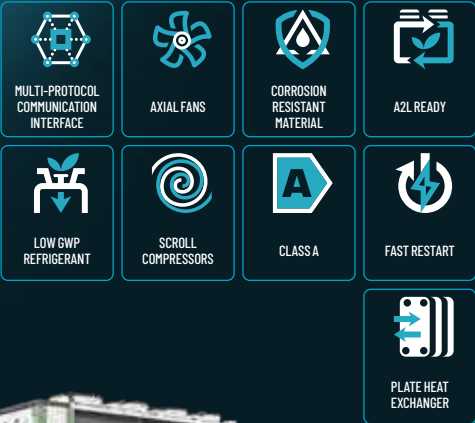 MULTI-PROTOCOL
COMMUNICATION
INTERFACE
AXIAL FANS
CORROSION
RESISTANT
MATERIAL
A2L READY
LOW GWP
REFRIGERANT
SCROLL
COMPRESSORS
A
CLASS A
FAST RESTART
PLATE HEAT
EXCHANGER